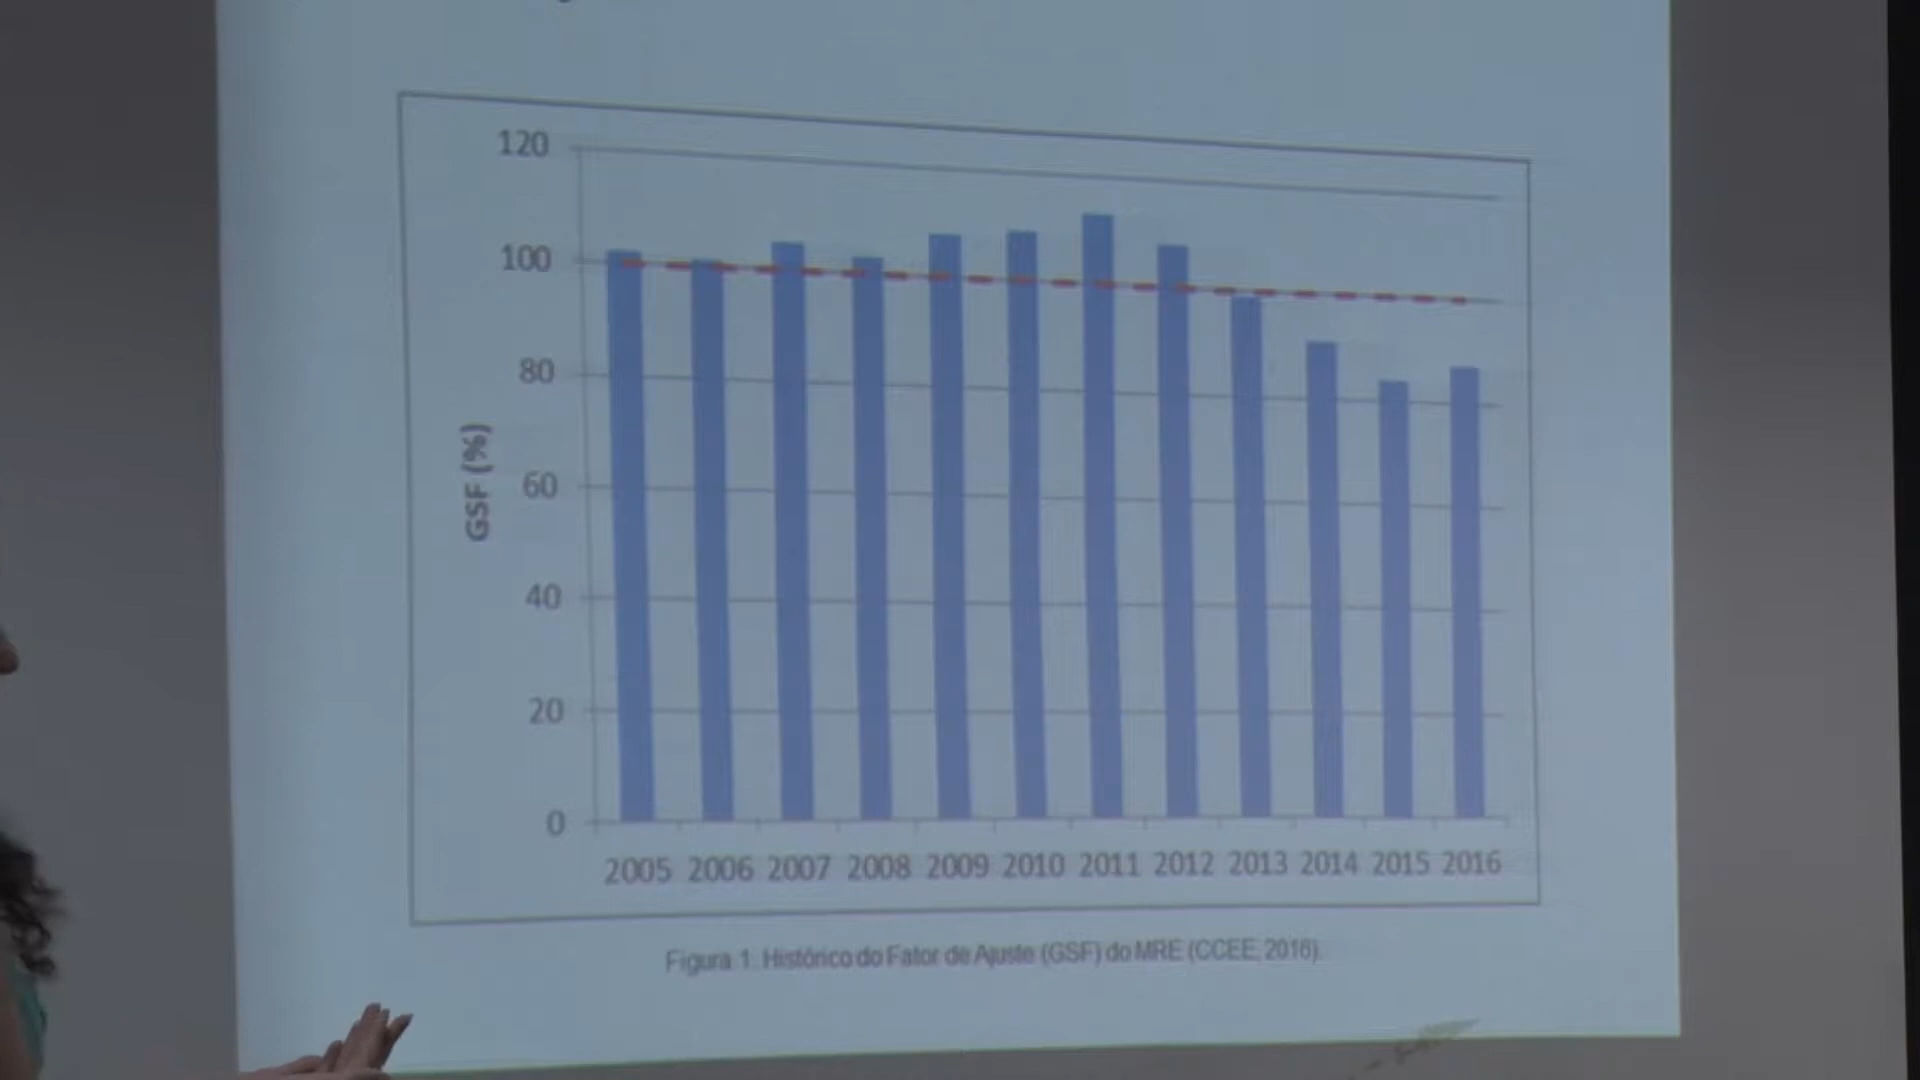 120
100
80
60
40
20
0
GSF (%)
2005 2006 2007 2008 2009 2010 2011 2012 2013 2014 2015 2016
Figura 1. Histórico do Fator de Ajuste (GSF) do MRE (CCEE, 2016).